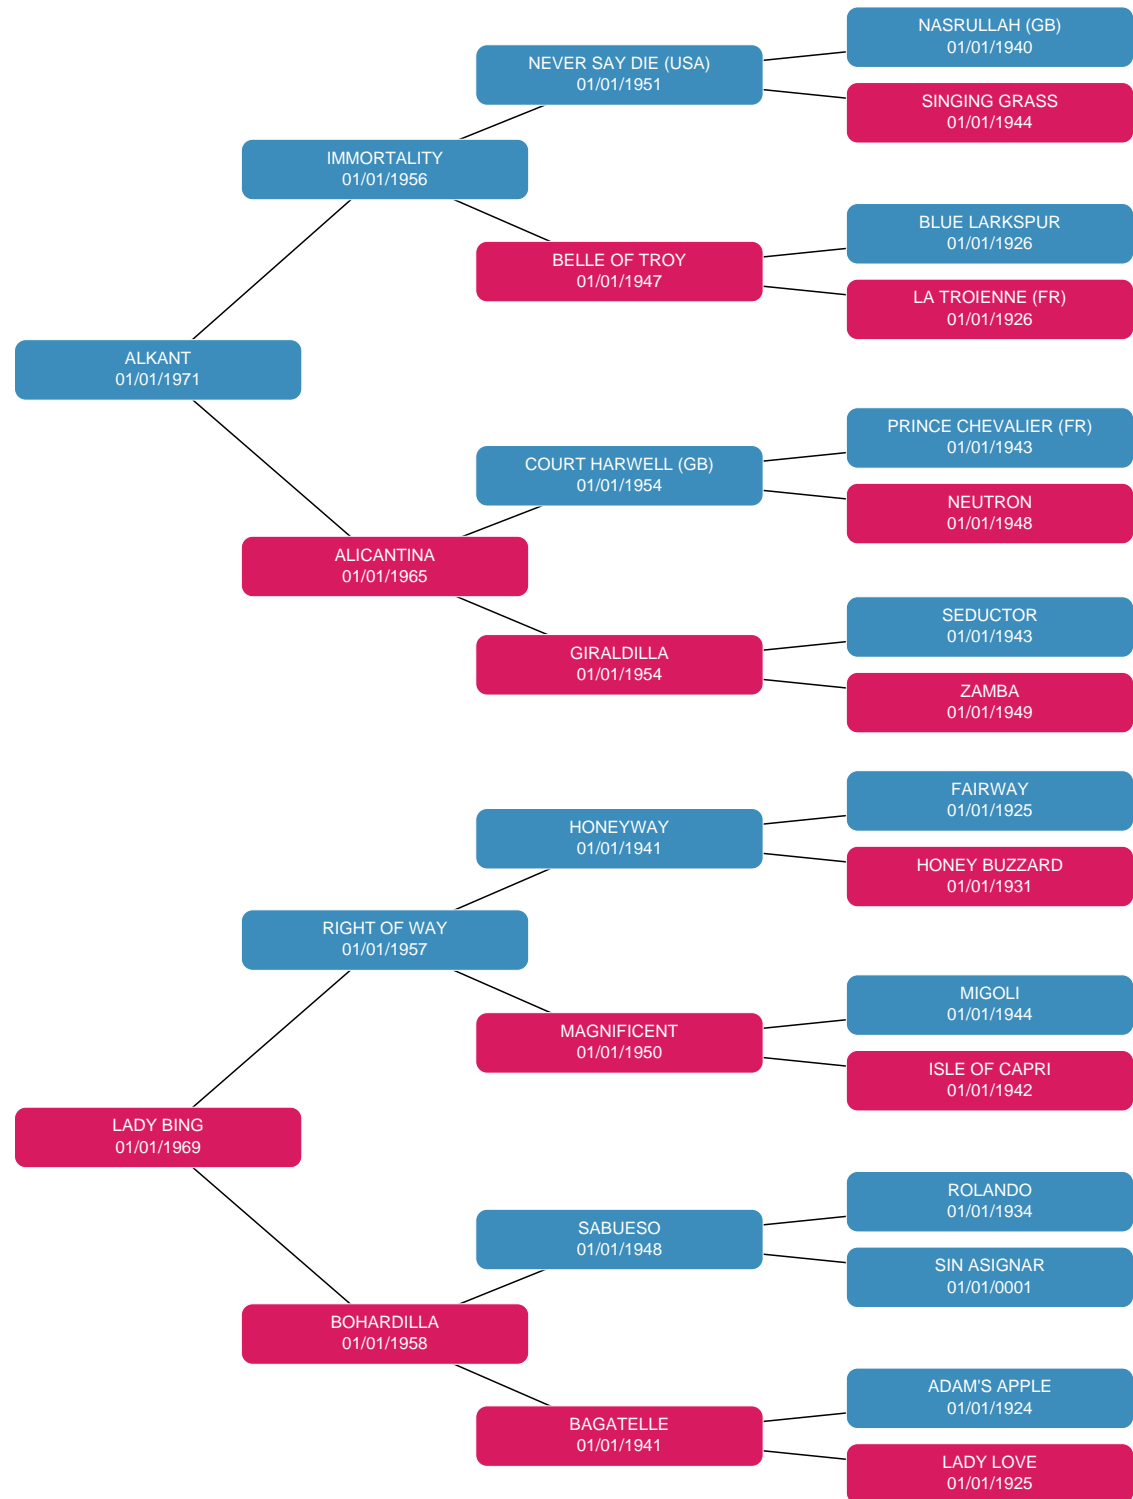 NASRULLAH (GB)
01/01/1940
NEVER SAY DIE (USA)
01/01/1951
SINGING GRASS
01/01/1944
IMMORTALITY
01/01/1956
BLUE LARKSPUR
01/01/1926
BELLE OF TROY
01/01/1947
LA TROIENNE (FR)
01/01/1926
ALKANT
01/01/1971
PRINCE CHEVALIER (FR)
01/01/1943
COURT HARWELL (GB)
01/01/1954
NEUTRON
01/01/1948
ALICANTINA
01/01/1965
SEDUCTOR
01/01/1943
GIRALDILLA
01/01/1954
ZAMBA
01/01/1949
FAIRWAY
01/01/1925
HONEYWAY
01/01/1941
HONEY BUZZARD
01/01/1931
RIGHT OF WAY
01/01/1957
MIGOLI
01/01/1944
MAGNIFICENT
01/01/1950
ISLE OF CAPRI
01/01/1942
LADY BING
01/01/1969
ROLANDO
01/01/1934
SABUESO
01/01/1948
SIN ASIGNAR
01/01/0001
BOHARDILLA
01/01/1958
ADAM'S APPLE
01/01/1924
BAGATELLE
01/01/1941
LADY LOVE
01/01/1925